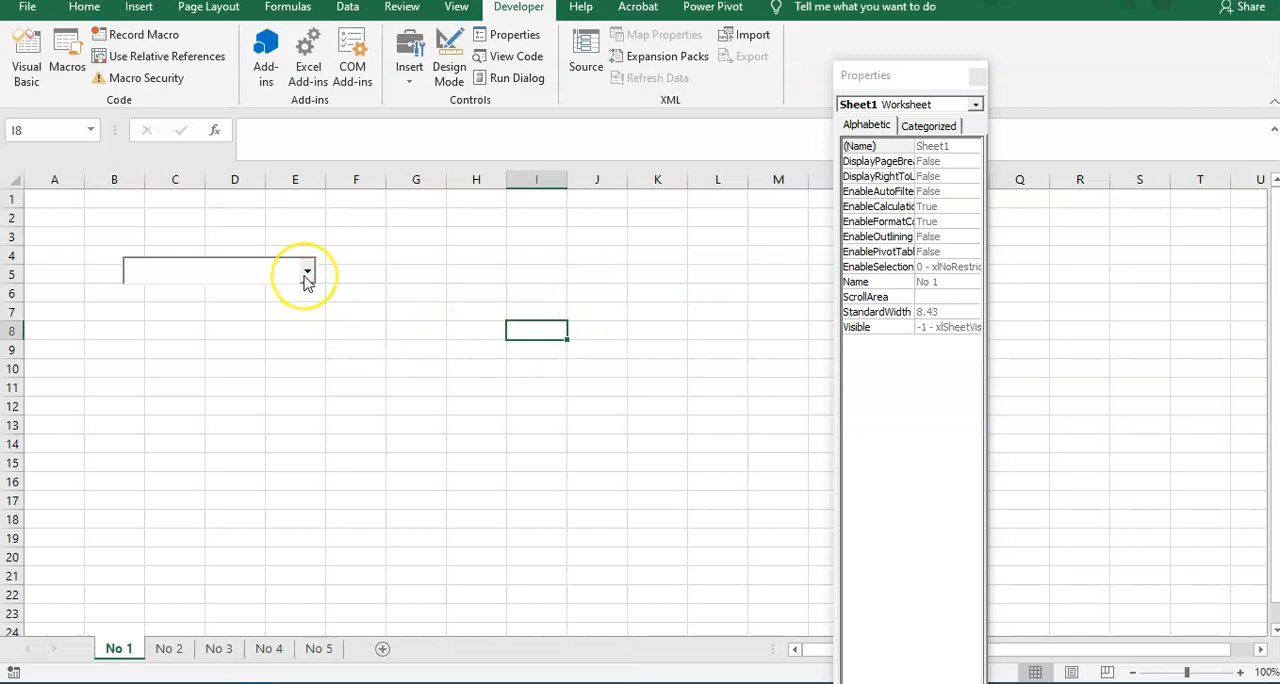 File Home Insert Page Layout Formulas Data Review View Developer Help Acrobat Power Pivot Tell me what you want to do Share
Visual Basic
Macros
Record Macro
Use Relative References
Macro Security
Code
Add-ins
Excel Add-ins
COM Add-ins
Add-ins
Insert
Design Mode
Properties
View Code
Run Dialog
Controls
Source
Map Properties
Expansion Packs
Refresh Data
Import
Export
XML
I8
fx
Properties
Sheet1 Worksheet
Alphabetic Categorized
(Name) Sheet1
DisplayPageBrea False
DisplayRightToL False
EnableAutoFilte False
EnableCalculatio True
EnableFormatCo True
EnableOutlining False
EnablePivotTabl False
EnableSelection 0 - xlNoRestric
Name No 1
ScrollArea
StandardWidth 8.43
Visible -1 - xlSheetVis
A B C D E F G H I J K L M Q R S T U
1
2
3
4
5
6
7
8
9
10
11
12
13
14
15
16
17
18
19
20
21
22
23
24
No 1 No 2 No 3 No 4 No 5
100%